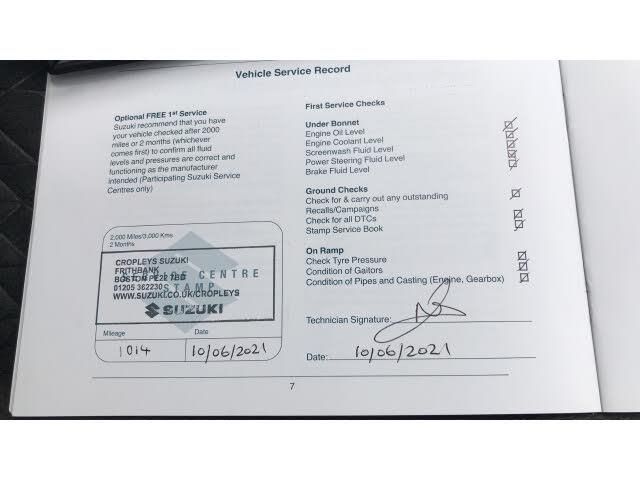 Vehicle Service Record
Optional FREE 1st Service
Suzuki recommend that you have
your vehicle checked after 2000
miles or 2 months (whichever
comes first) to confirm all fluid
levels and pressures are correct and
functioning as the manufacturer
intended (Participating Suzuki Service
Centres only)
2,000 Miles/3,000 Kms
2 Months
CROPLEYS SUZUKI
FRITHBANK
BOSTON PE22 7BD
CENTRE
01205 362230
STAMP
WWW.SUZUKI.CO.UK/CROPLEYS
SUZUKI
Mileage Date
1014 10/06/2021
First Service Checks
Under Bonnet
Engine Oil Level
Engine Coolant Level
Screenwash Fluid Level
Power Steering Fluid Level
Brake Fluid Level
Ground Checks
Check for & carry out any outstanding
Recalls/Campaigns
Check for all DTCs
Stamp Service Book
On Ramp
Check Tyre Pressure
Condition of Gaitors
Condition of Pipes and Casting (Engine, Gearbox)
Technician Signature:
Date: 10/06/2021
7